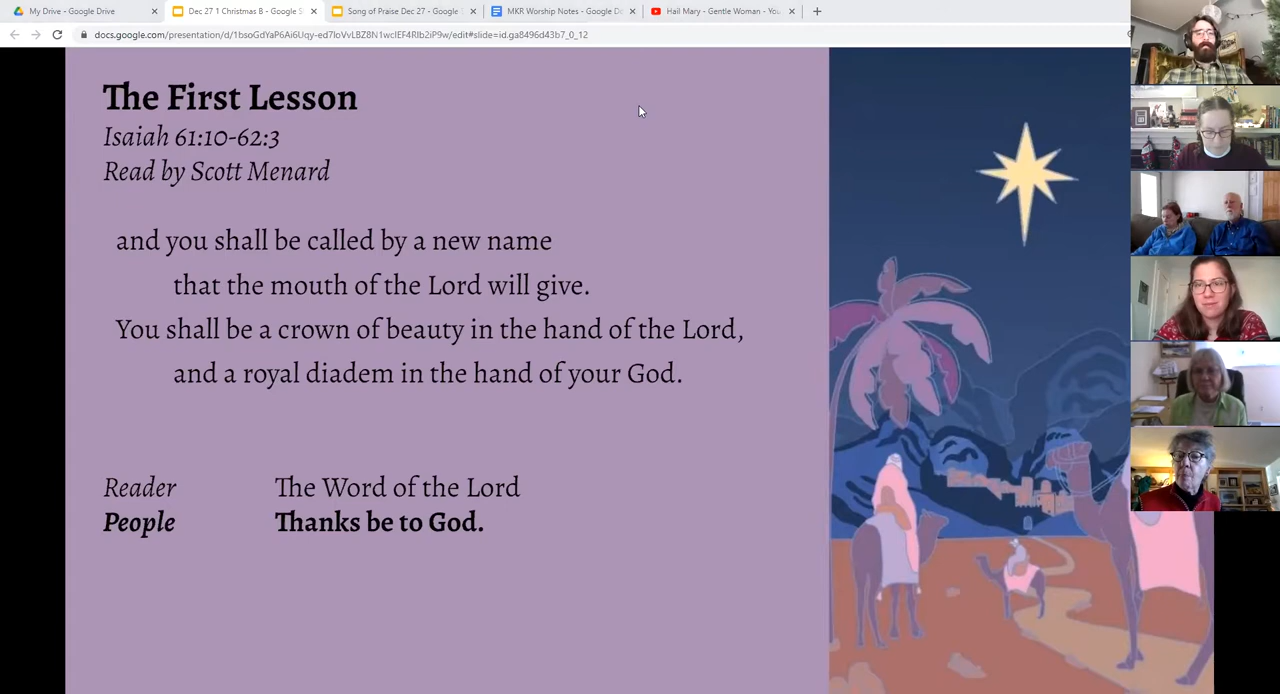 My Drive - Google Drive
Dec 27 1 Christmas B - Google S
Song of Praise Dec 27 - Google
MKR Worship Notes - Google D
Hail Mary - Gentle Woman - You
docs.google.com/presentation/d/1bsoGdYaP6Ai6Uqy-ed7IoVvLBZ8N1wcIEF4RIb2iP9w/edit#slide=id.ga8496d43b7_0_12
The First Lesson
Isaiah 61:10-62:3
Read by Scott Menard
and you shall be called by a new name
that the mouth of the Lord will give.
You shall be a crown of beauty in the hand of the Lord,
and a royal diadem in the hand of your God.
Reader The Word of the Lord
People Thanks be to God.